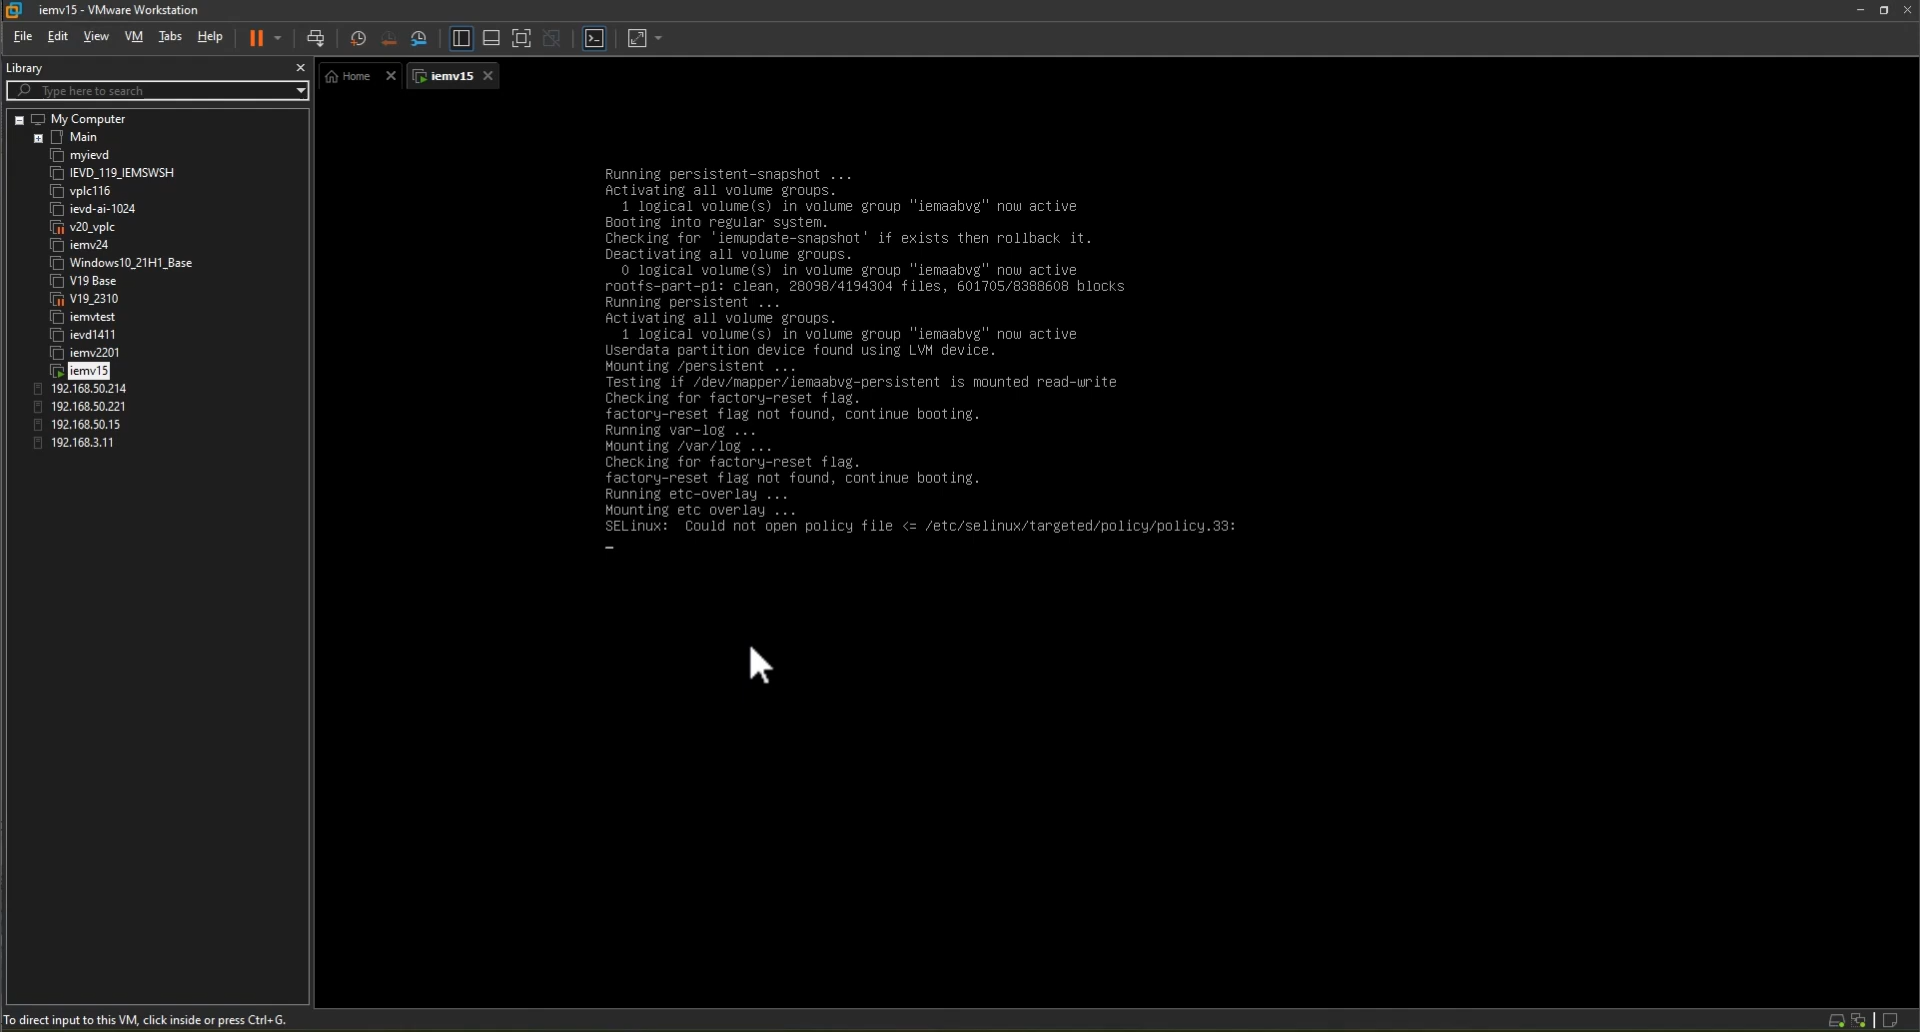 iemv15 - VMware Workstation
File Edit View VM Tabs Help
Library
Type here to search
My Computer
Main
myievd
IEVD_119_IEMSWSH
vplc116
ievd-ai-1024
v20_vplc
iemv24
Windows10_21H1_Base
V19 Base
V19_2310
iemvtest
ievd1411
iemv2201
iemv15
192.168.50.214
192.168.50.221
192.168.50.15
192.168.3.11
Home iemv15
Running persistent-snapshot ...
Activating all volume groups.
1 logical volume(s) in volume group "iemaabvg" now active
Booting into regular system.
Checking for 'iemupdate-snapshot' if exists then rollback it.
Deactivating all volume groups.
0 logical volume(s) in volume group "iemaabvg" now active
rootfs-part-p1: clean, 28098/4194304 files, 601705/8388608 blocks
Running persistent ...
Activating all volume groups.
1 logical volume(s) in volume group "iemaabvg" now active
Userdata partition device found using LVM device.
Mounting /persistent ...
Testing if /dev/mapper/iemaabvg-persistent is mounted read-write
Checking for factory-reset flag.
factory-reset flag not found, continue booting.
Running var-log ...
Mounting /var/log ...
Checking for factory-reset flag.
factory-reset flag not found, continue booting.
Running etc-overlay ...
Mounting etc overlay ...
SELinux:  Could not open policy file <= /etc/selinux/targeted/policy/policy.33:
_
To direct input to this VM, click inside or press Ctrl+G.